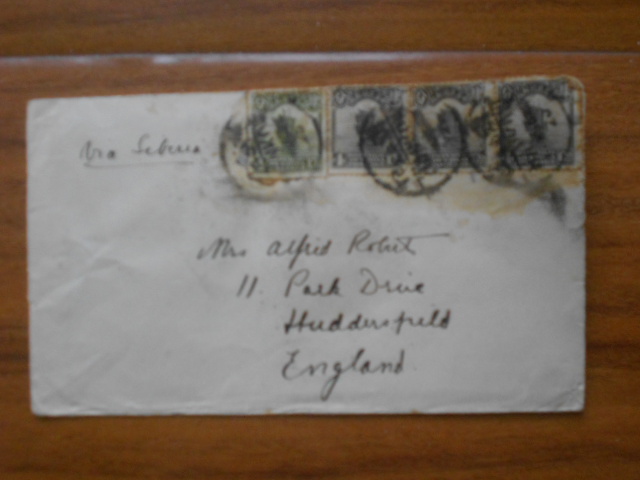 Via Siberia
Mrs Alfred Robert
11. Park Drive
Huddersfield
England